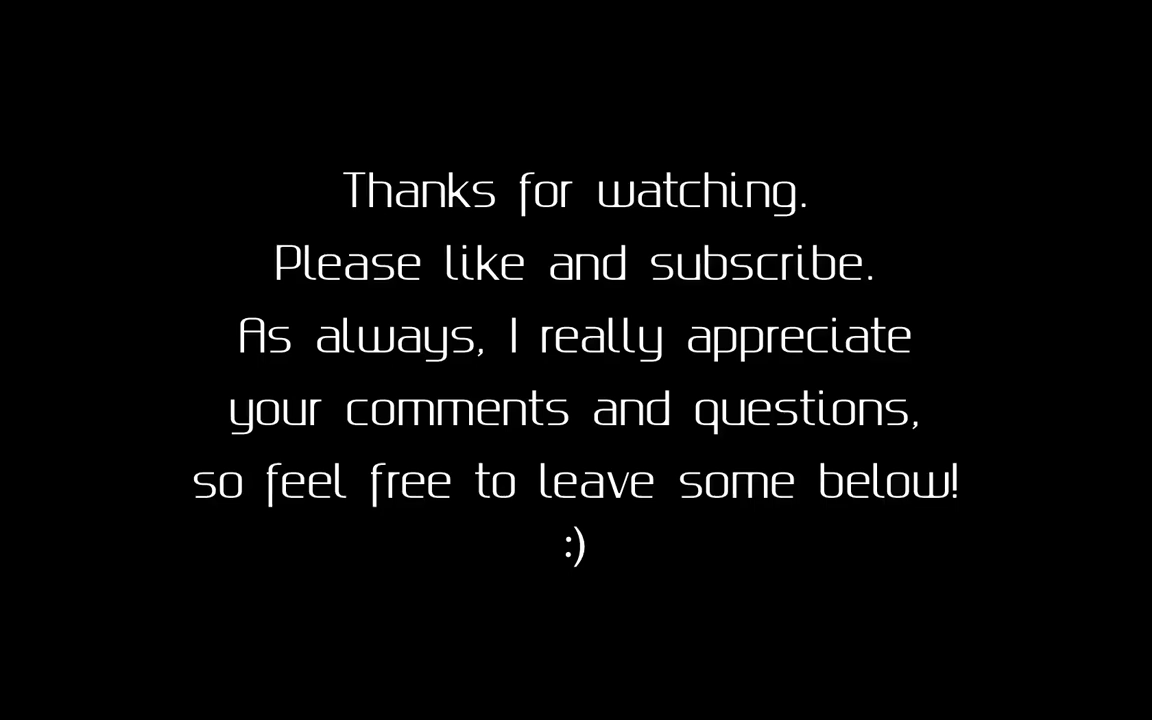 Thanks for watching.
Please like and subscribe.
As always, I really appreciate
your comments and questions,
so feel free to leave some below!
:)